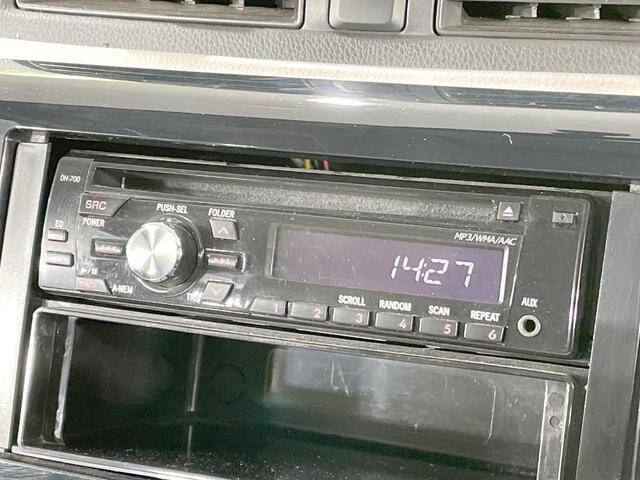 DH-700
SRC
PUSH-SEL
FOLDER
POWER
EQ
MP3/WMA/AAC
14:27
A-MEM
SCROLL RANDOM SCAN REPEAT
AUX
1 2 3 4 5 6